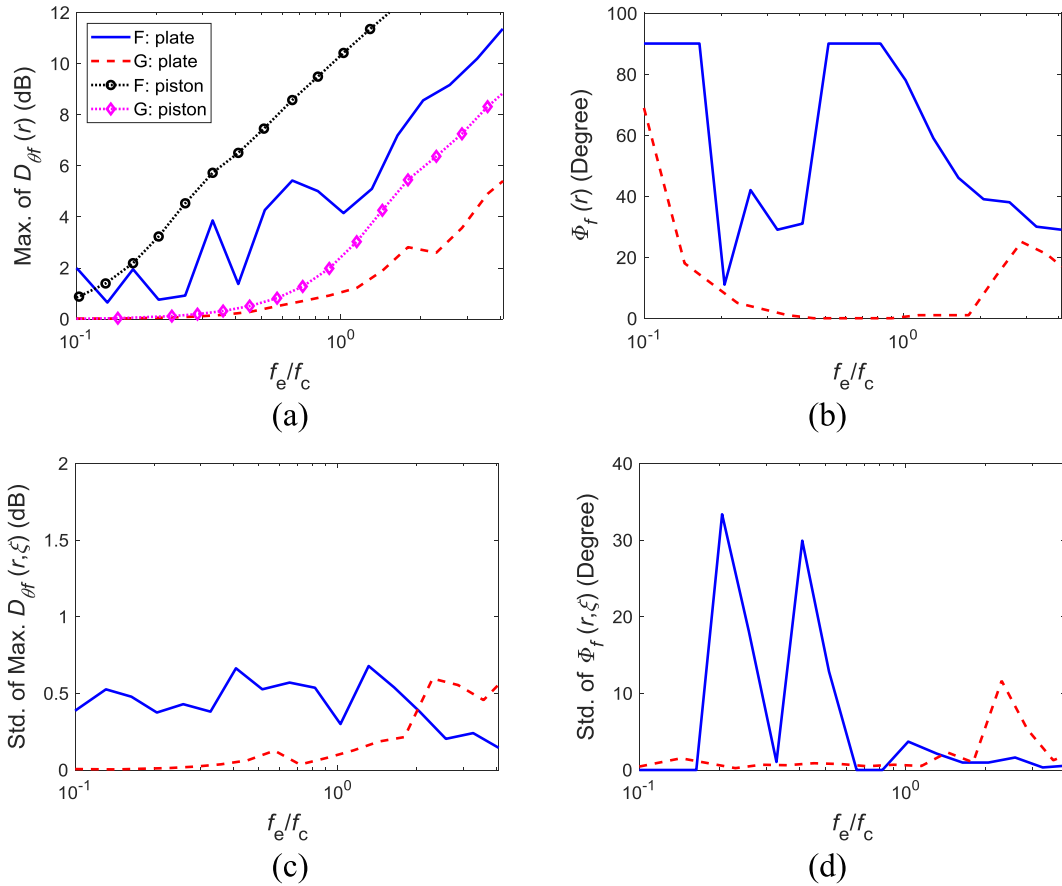 Max. of D_θf (r) (dB)
12
10
8
6
4
2
0
F: plate
G: plate
F: piston
G: piston
10^-1
10^0
f_e/f_c
(a)
Φ_f (r) (Degree)
100
80
60
40
20
0
10^-1
10^0
f_e/f_c
(b)
Std. of Max. D_θf (r,ξ) (dB)
2
1.5
1
0.5
0
10^-1
10^0
f_e/f_c
(c)
Std. of Φ_f (r,ξ) (Degree)
40
30
20
10
0
10^-1
10^0
f_e/f_c
(d)